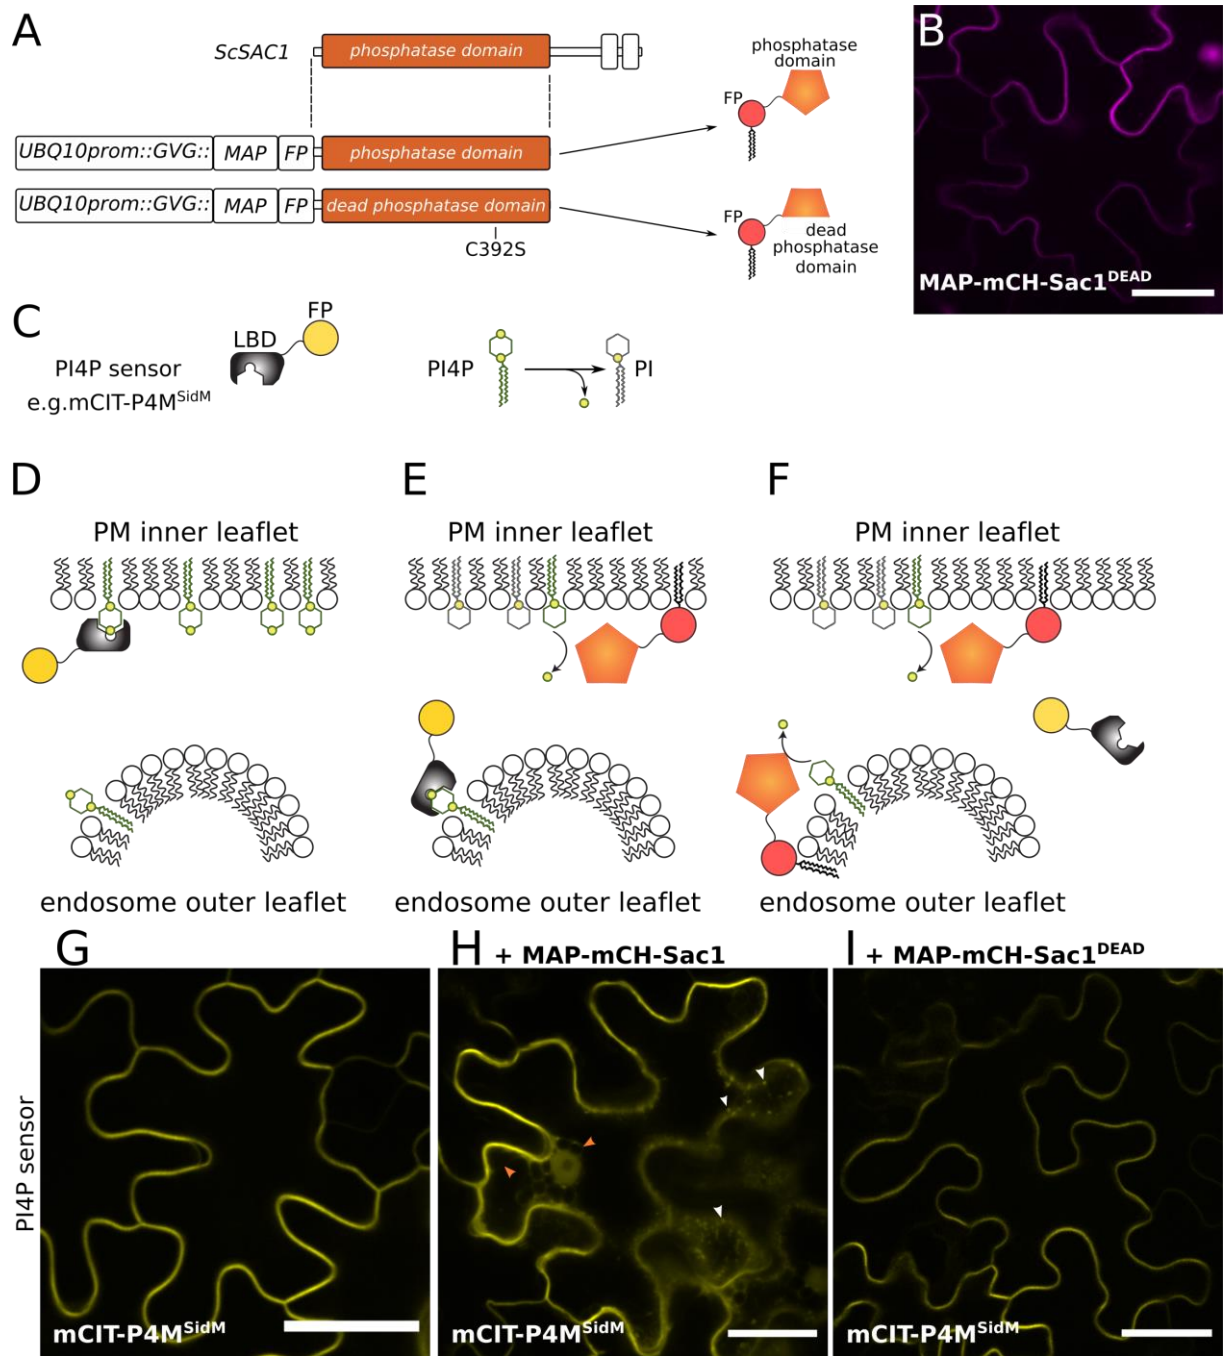 A
ScSAC1
phosphatase domain
UBQ10prom::GVG::
MAP
FP
phosphatase domain
UBQ10prom::GVG::
MAP
FP
dead phosphatase domain
C392S
phosphatase
domain
FP
FP
dead
phosphatase
domain
B
MAP-mCH-Sac1DEAD
C
PI4P sensor
e.g.mCIT-P4MSidM
LBD
FP
PI4P
PI
D
PM inner leaflet
endosome outer leaflet
E
PM inner leaflet
endosome outer leaflet
F
PM inner leaflet
endosome outer leaflet
PI4P sensor
G
mCIT-P4MSidM
H + MAP-mCH-Sac1
mCIT-P4MSidM
I + MAP-mCH-Sac1DEAD
mCIT-P4MSidM